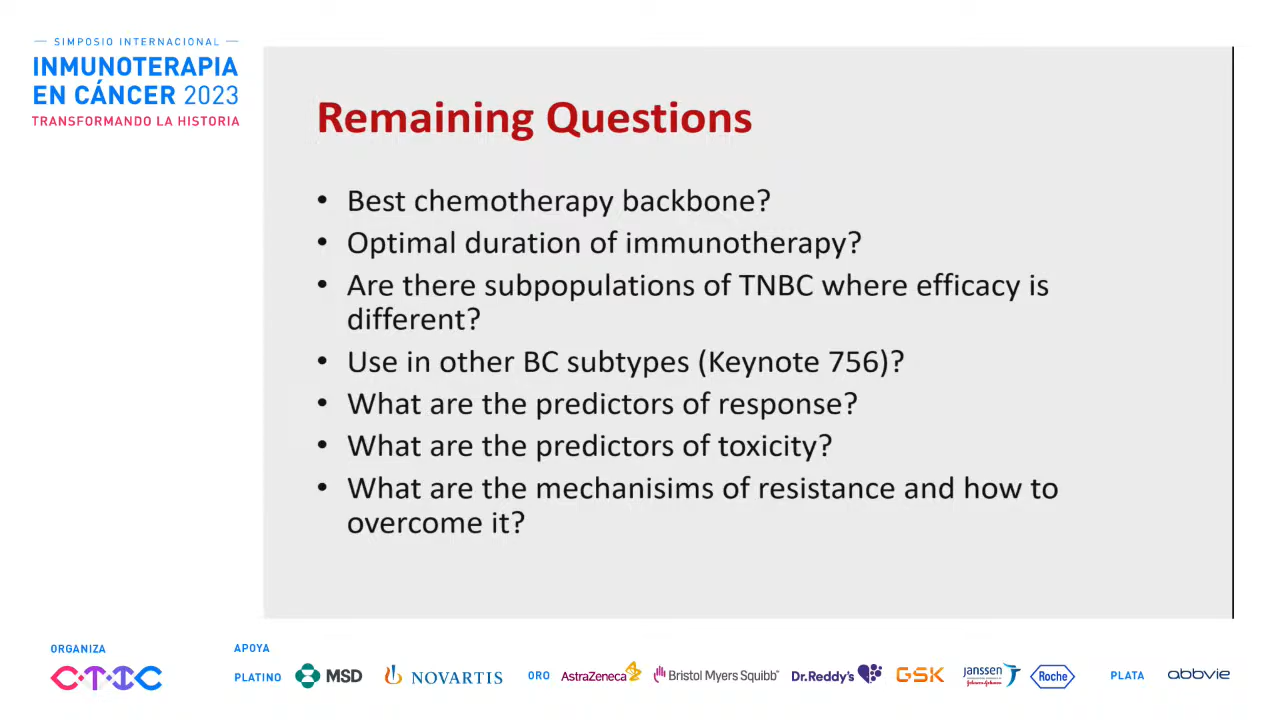 SIMPOSIO INTERNACIONAL
INMUNOTERAPIA
EN CÁNCER 2023
TRANSFORMANDO LA HISTORIA
Remaining Questions
• Best chemotherapy backbone?
• Optimal duration of immunotherapy?
• Are there subpopulations of TNBC where efficacy is
different?
• Use in other BC subtypes (Keynote 756)?
• What are the predictors of response?
• What are the predictors of toxicity?
• What are the mechanisims of resistance and how to
overcome it?
ORGANIZA
CTIC
APOYA
PLATINO MSD NOVARTIS ORO AstraZeneca Bristol Myers Squibb Dr.Reddy's GSK Janssen Roche PLATA abbvie
Johnson&Johnson